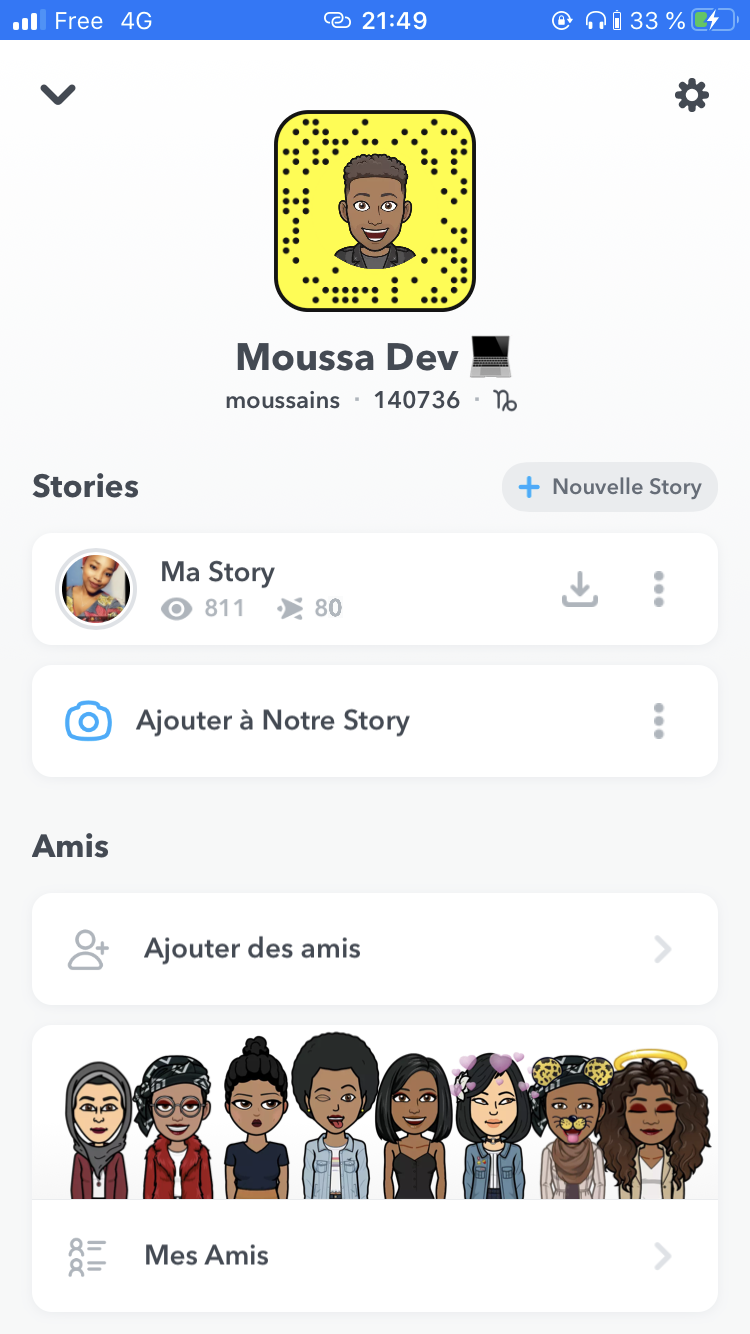 Free 4G 21:49 33 %
Moussa Dev
moussains · 140736 ·
Stories
Nouvelle Story
Ma Story
811 80
Ajouter à Notre Story
Amis
Ajouter des amis
Mes Amis